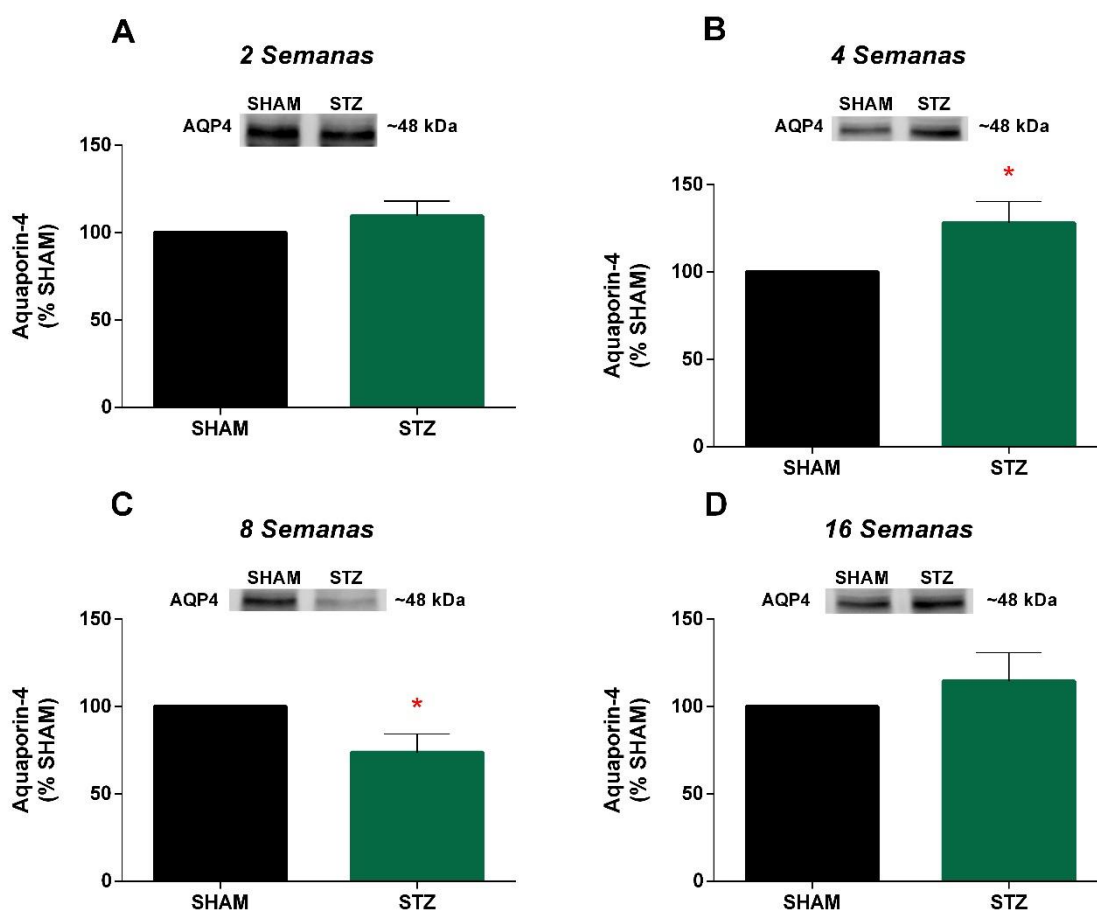 A
2 Semanas
SHAM STZ
AQP4 ~48 kDa
Aquaporin-4
(% SHAM)
150
100
50
0
SHAM STZ
B
4 Semanas
SHAM STZ
AQP4 ~48 kDa
*
Aquaporin-4
(% SHAM)
150
100
50
0
SHAM STZ
C
8 Semanas
SHAM STZ
AQP4 ~48 kDa
*
Aquaporin-4
(% SHAM)
150
100
50
0
SHAM STZ
D
16 Semanas
SHAM STZ
AQP4 ~48 kDa
Aquaporin-4
(% SHAM)
150
100
50
0
SHAM STZ